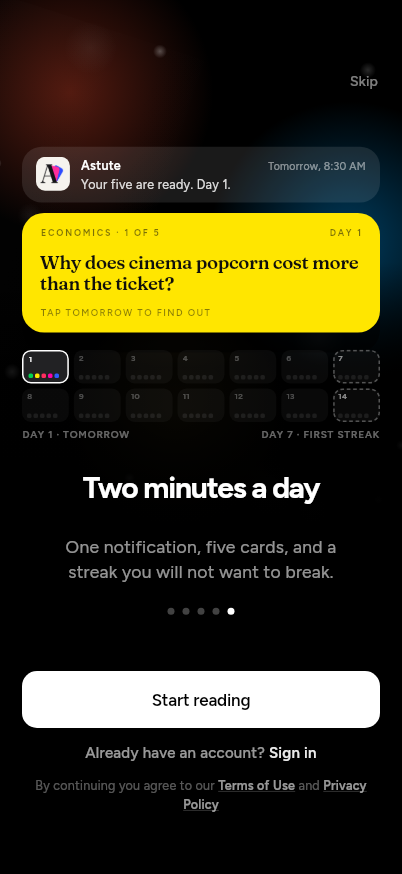 Skip
Astute
Tomorrow, 8:30 AM
Your five are ready. Day 1.
ECONOMICS · 1 OF 5
DAY 1
Why does cinema popcorn cost more
than the ticket?
TAP TOMORROW TO FIND OUT
1 2 3 4 5 6 7
8 9 10 11 12 13 14
DAY 1 · TOMORROW
DAY 7 · FIRST STREAK
Two minutes a day
One notification, five cards, and a
streak you will not want to break.
Start reading
Already have an account? Sign in
By continuing you agree to our Terms of Use and Privacy
Policy